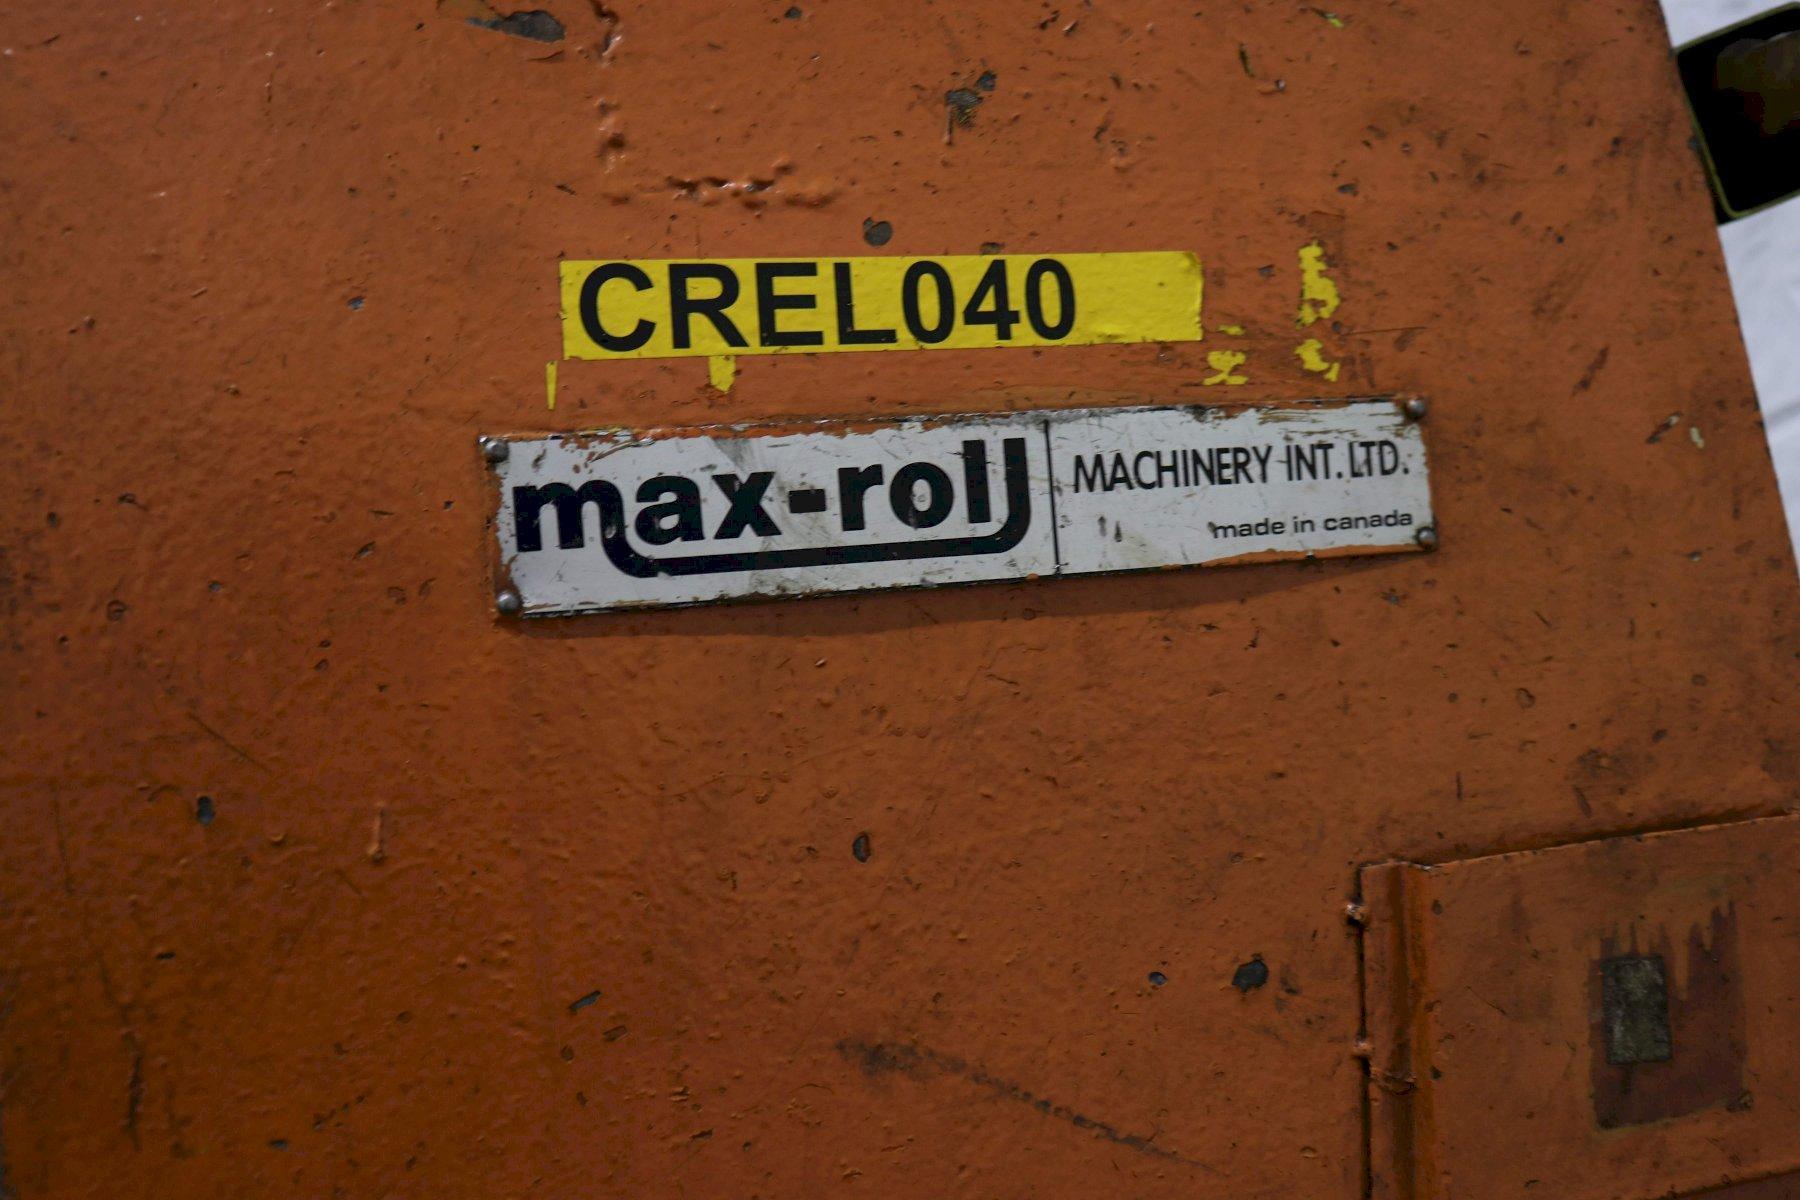 CREL040
max-roll
MACHINERY INT. LTD.
made in canada